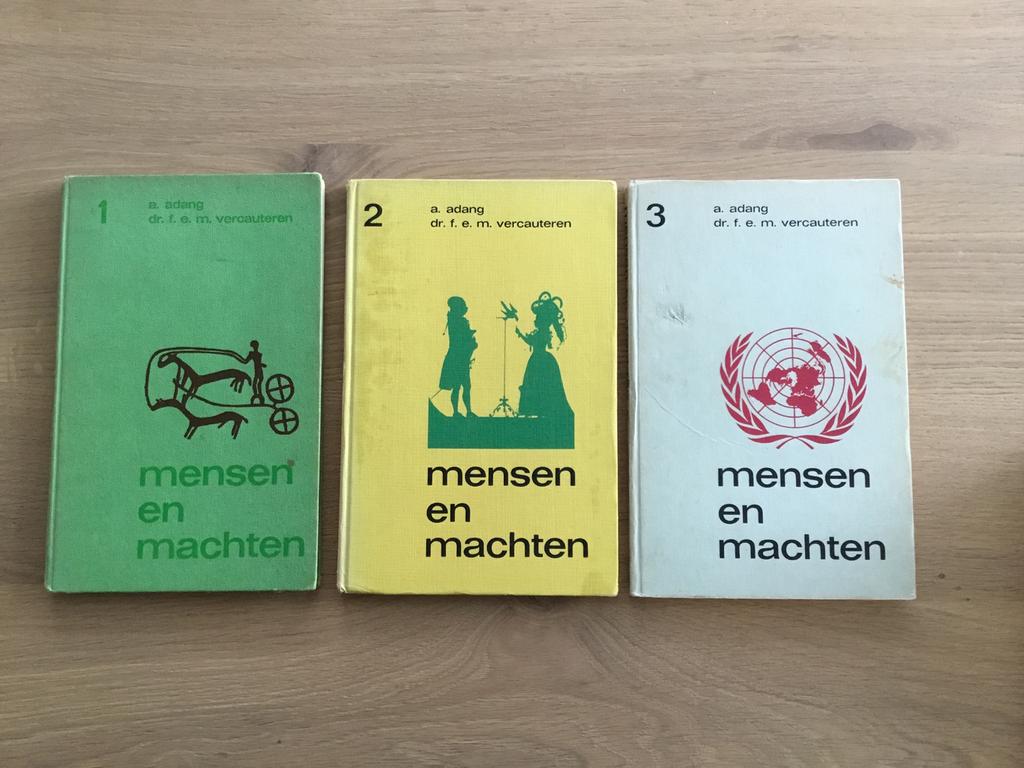 1
a. adang
dr. f. e. m. vercauteren
mensen
en
machten
2
a. adang
dr. f. e. m. vercauteren
mensen
en
machten
3
a. adang
dr. f. e. m. vercauteren
mensen
en
machten